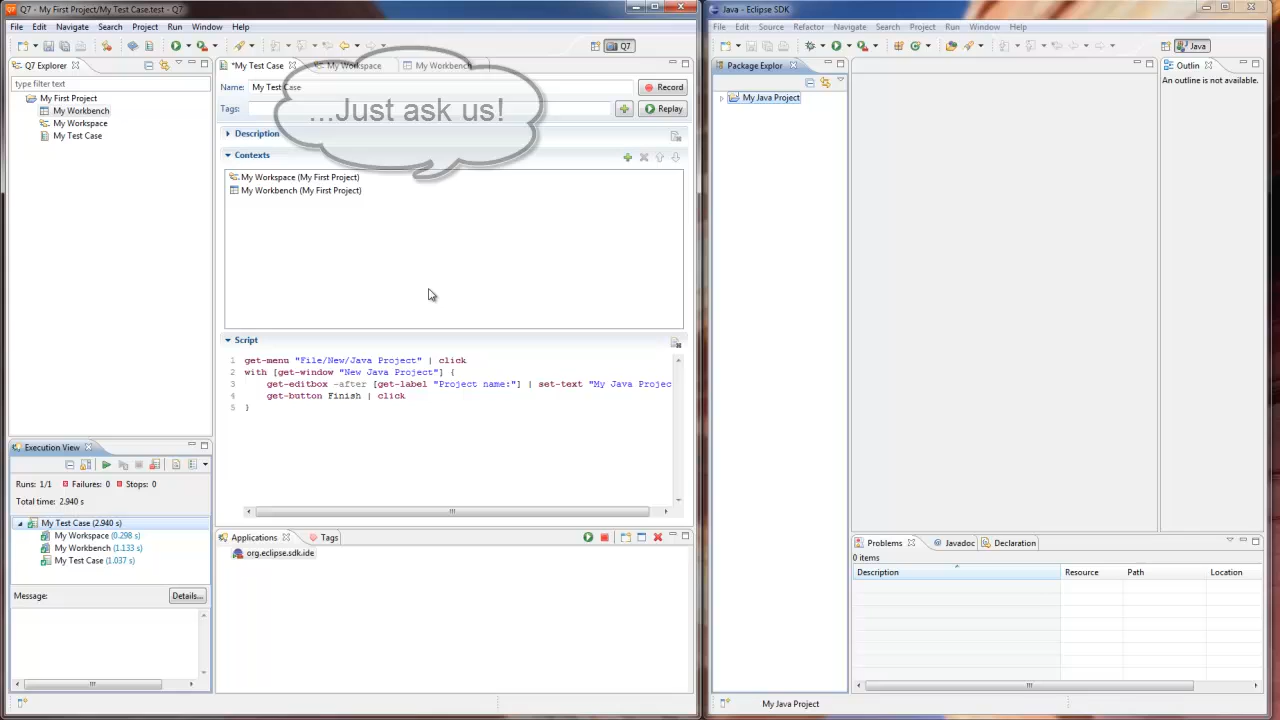 Q7 - My First Project/My Test Case.test - Q7
File Edit Navigate Search Project Run Window Help
Q7
Q7 Explorer
type filter text
My First Project
My Workbench
My Workspace
My Test Case
*My Test Case My Workspace My Workbench
Name: My Test Case
Record
Tags:
Replay
...Just ask us!
Description
Contexts
My Workspace (My First Project)
My Workbench (My First Project)
Script
1 get-menu "File/New/Java Project" | click
2 with [get-window "New Java Project"] {
3 get-editbox -after [get-label "Project name:"] | set-text "My Java Projec
4 get-button Finish | click
5 }
Execution View
Runs: 1/1 Failures: 0 Stops: 0
Total time: 2.940 s
My Test Case (2.940 s)
My Workspace (0.298 s)
My Workbench (1.133 s)
My Test Case (1.037 s)
Message:
Details...
Applications Tags
org.eclipse.sdk.ide
Java - Eclipse SDK
File Edit Source Refactor Navigate Search Project Run Window Help
Java
Package Explor
My Java Project
Outlin
An outline is not available.
Problems Javadoc Declaration
0 items
Description Resource Path Location
My Java Project